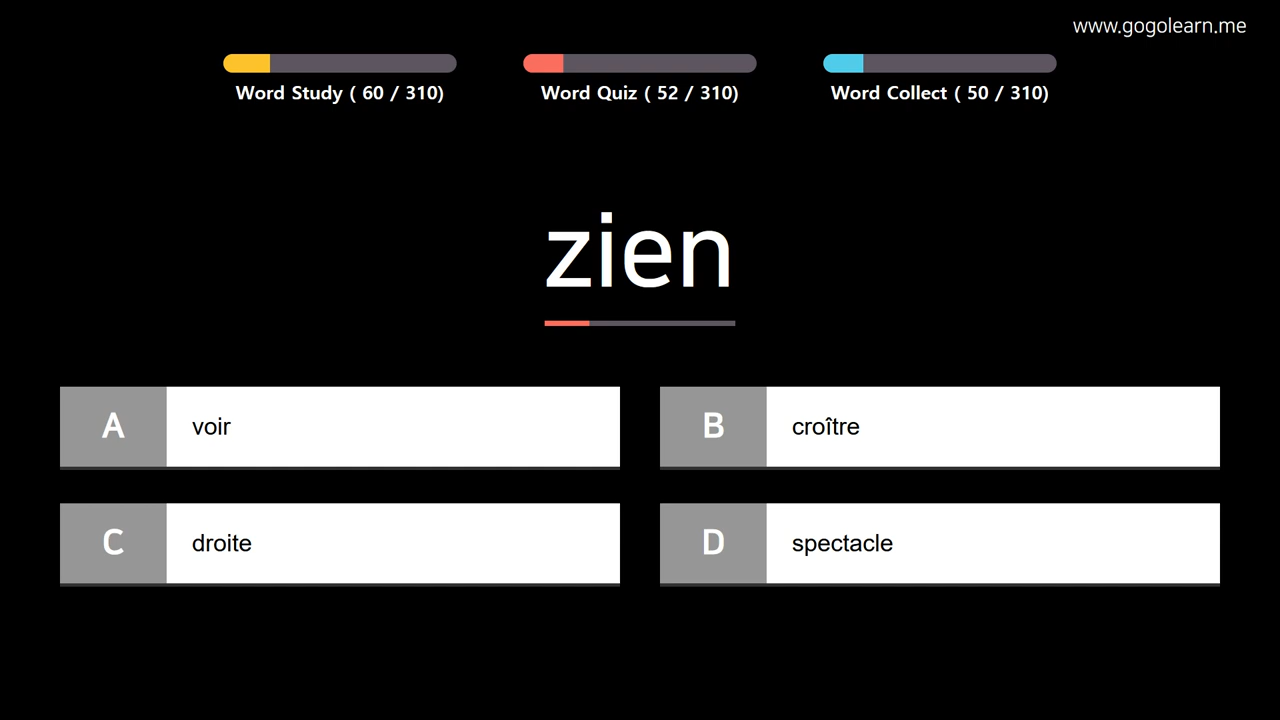 www.gogolearn.me
Word Study ( 60 / 310)
Word Quiz ( 52 / 310)
Word Collect ( 50 / 310)
zien
A voir
B croître
C droite
D spectacle